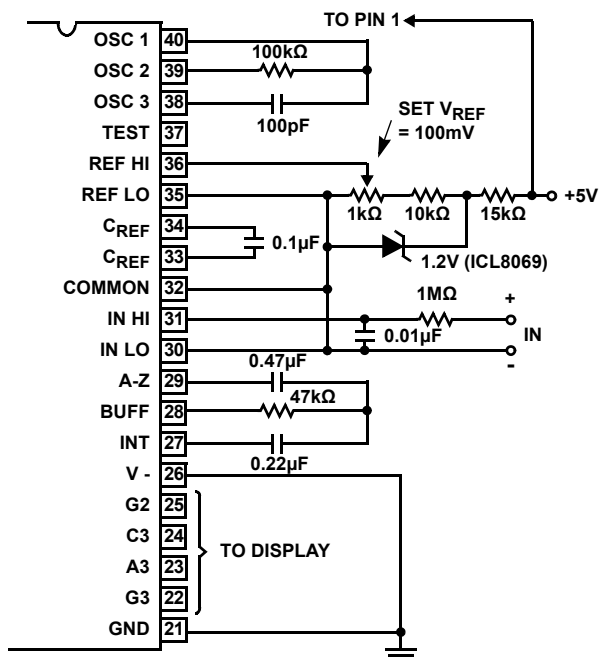 TO PIN 1
OSC 1 40
100kΩ
OSC 2 39
OSC 3 38
100pF
SET VREF
= 100mV
TEST 37
REF HI 36
REF LO 35
1kΩ 10kΩ 15kΩ
+5V
CREF 34
0.1µF
CREF 33
1.2V (ICL8069)
COMMON 32
1MΩ
+
IN HI 31
0.01µF
IN
IN LO 30
-
0.47µF
A-Z 29
47kΩ
BUFF 28
INT 27
0.22µF
V - 26
G2 25
C3 24
TO DISPLAY
A3 23
G3 22
GND 21